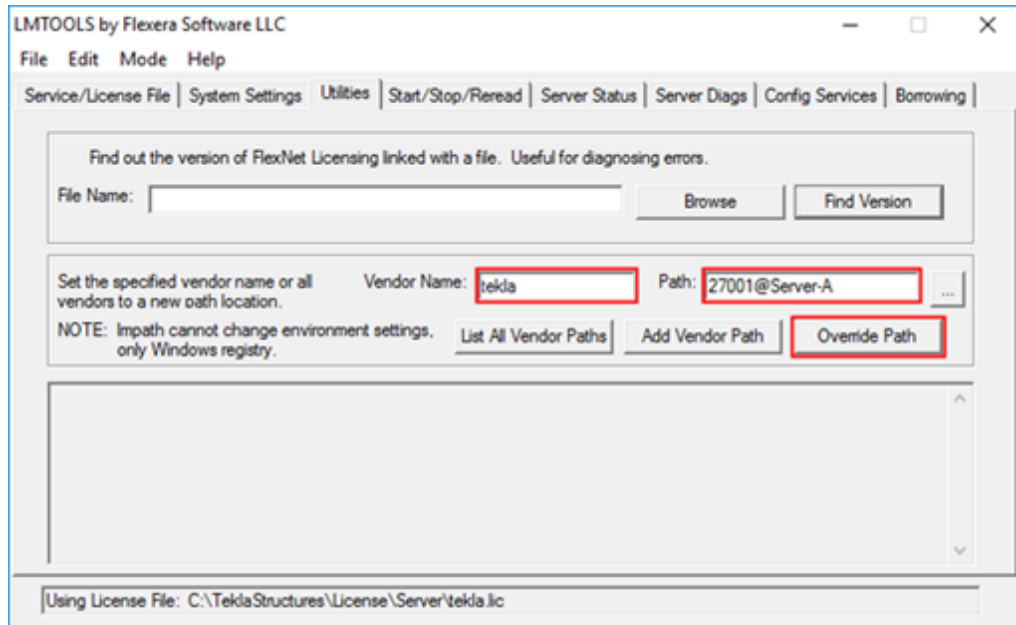 LMTOOLS by Flexera Software LLC
File Edit Mode Help
Service/License File System Settings Utilities Start/Stop/Reread Server Status Server Diags Config Services Borrowing
Find out the version of FlexNet Licensing linked with a file. Useful for diagnosing errors.
File Name: Browse Find Version
Set the specified vendor name or all
vendors to a new path location.
Vendor Name: tekla Path: 27001@Server-A ...
NOTE: lmpath cannot change environment settings,
only Windows registry.
List All Vendor Paths Add Vendor Path Override Path
Using License File: C:\TeklaStructures\License\Server\tekla.lic